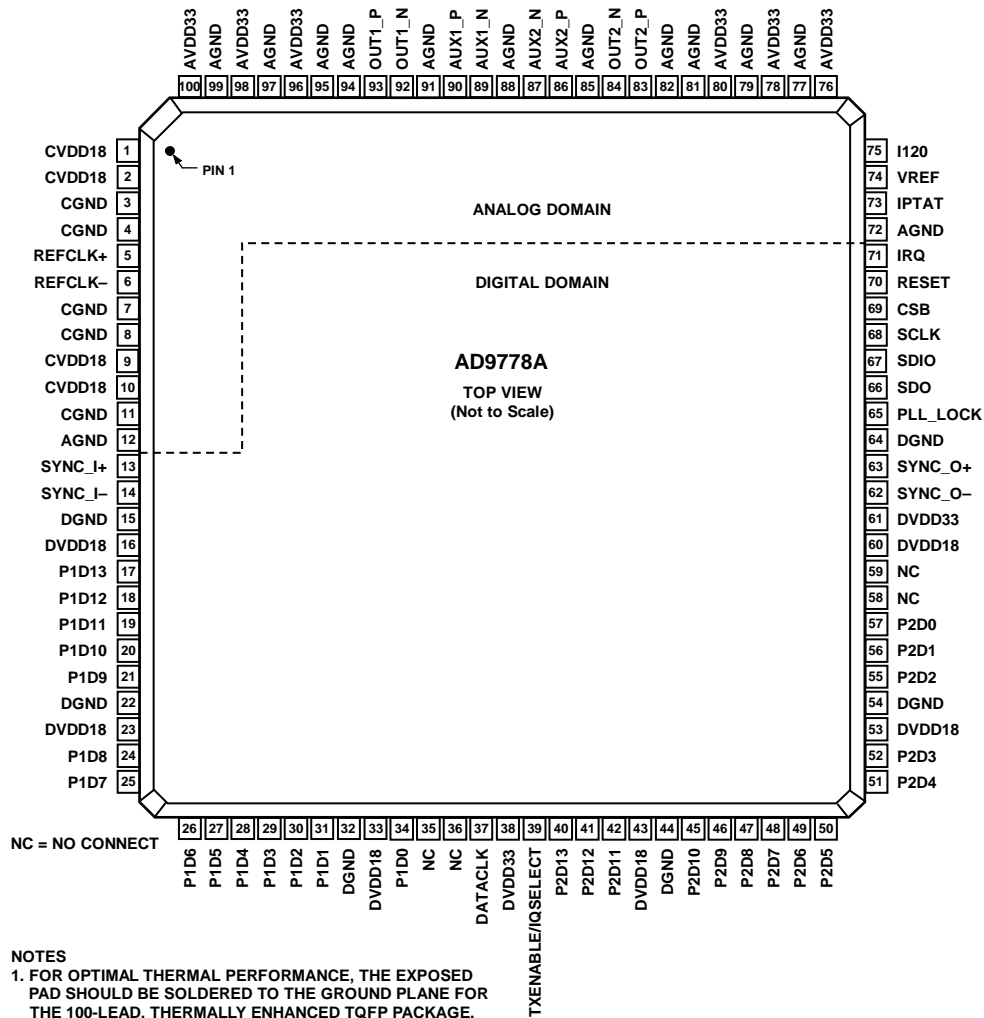 AVDD33
AGND
AVDD33
AGND
AVDD33
AGND
AGND
OUT1_P
OUT1_N
AGND
AUX1_P
AUX1_N
AGND
AUX2_N
AUX2_P
AGND
OUT2_N
OUT2_P
AGND
AGND
AVDD33
AGND
AVDD33
AGND
AVDD33
100 99 98 97 96 95 94 93 92 91 90 89 88 87 86 85 84 83 82 81 80 79 78 77 76
CVDD18 1
CVDD18 2
CGND 3
CGND 4
REFCLK+ 5
REFCLK– 6
CGND 7
CGND 8
CVDD18 9
CVDD18 10
CGND 11
AGND 12
SYNC_I+ 13
SYNC_I– 14
DGND 15
DVDD18 16
P1D13 17
P1D12 18
P1D11 19
P1D10 20
P1D9 21
DGND 22
DVDD18 23
P1D8 24
P1D7 25
PIN 1
ANALOG DOMAIN
DIGITAL DOMAIN
AD9778A
TOP VIEW
(Not to Scale)
75 I120
74 VREF
73 IPTAT
72 AGND
71 IRQ
70 RESET
69 CSB
68 SCLK
67 SDIO
66 SDO
65 PLL_LOCK
64 DGND
63 SYNC_O+
62 SYNC_O–
61 DVDD33
60 DVDD18
59 NC
58 NC
57 P2D0
56 P2D1
55 P2D2
54 DGND
53 DVDD18
52 P2D3
51 P2D4
26 27 28 29 30 31 32 33 34 35 36 37 38 39 40 41 42 43 44 45 46 47 48 49 50
P1D6
P1D5
P1D4
P1D3
P1D2
P1D1
DGND
DVDD18
P1D0
NC
NC
DATACLK
DVDD33
TXENABLE/IQSELECT
P2D13
P2D12
P2D11
DVDD18
DGND
P2D10
P2D9
P2D8
P2D7
P2D6
P2D5
NC = NO CONNECT
NOTES
1. FOR OPTIMAL THERMAL PERFORMANCE, THE EXPOSED
PAD SHOULD BE SOLDERED TO THE GROUND PLANE FOR
THE 100-LEAD, THERMALLY ENHANCED TQFP PACKAGE.